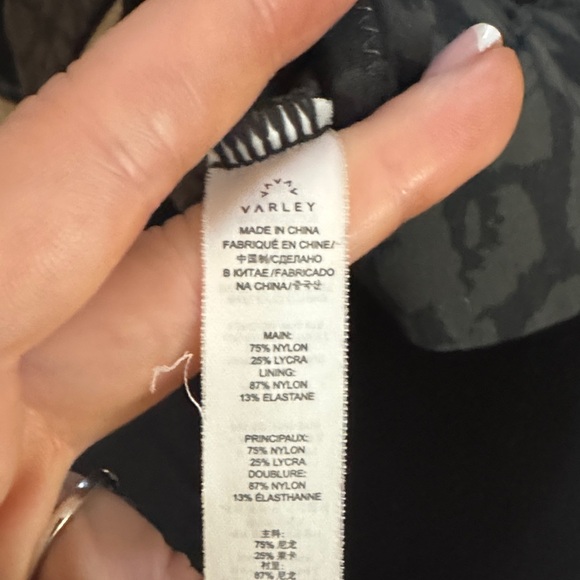 VARLEY
MADE IN CHINA
FABRIQUÉ EN CHINE/
中国制/СДЕЛАНО
В КИТАЕ/FABRICADO
NA CHINA/중국산
MAIN:
75% NYLON
25% LYCRA
LINING:
87% NYLON
13% ELASTANE
PRINCIPAUX:
75% NYLON
25% LYCRA
DOUBLURE:
87% NYLON
13% ÉLASTHANNE
主料:
75% 尼龙
25% 莱卡
衬里:
87% 尼龙